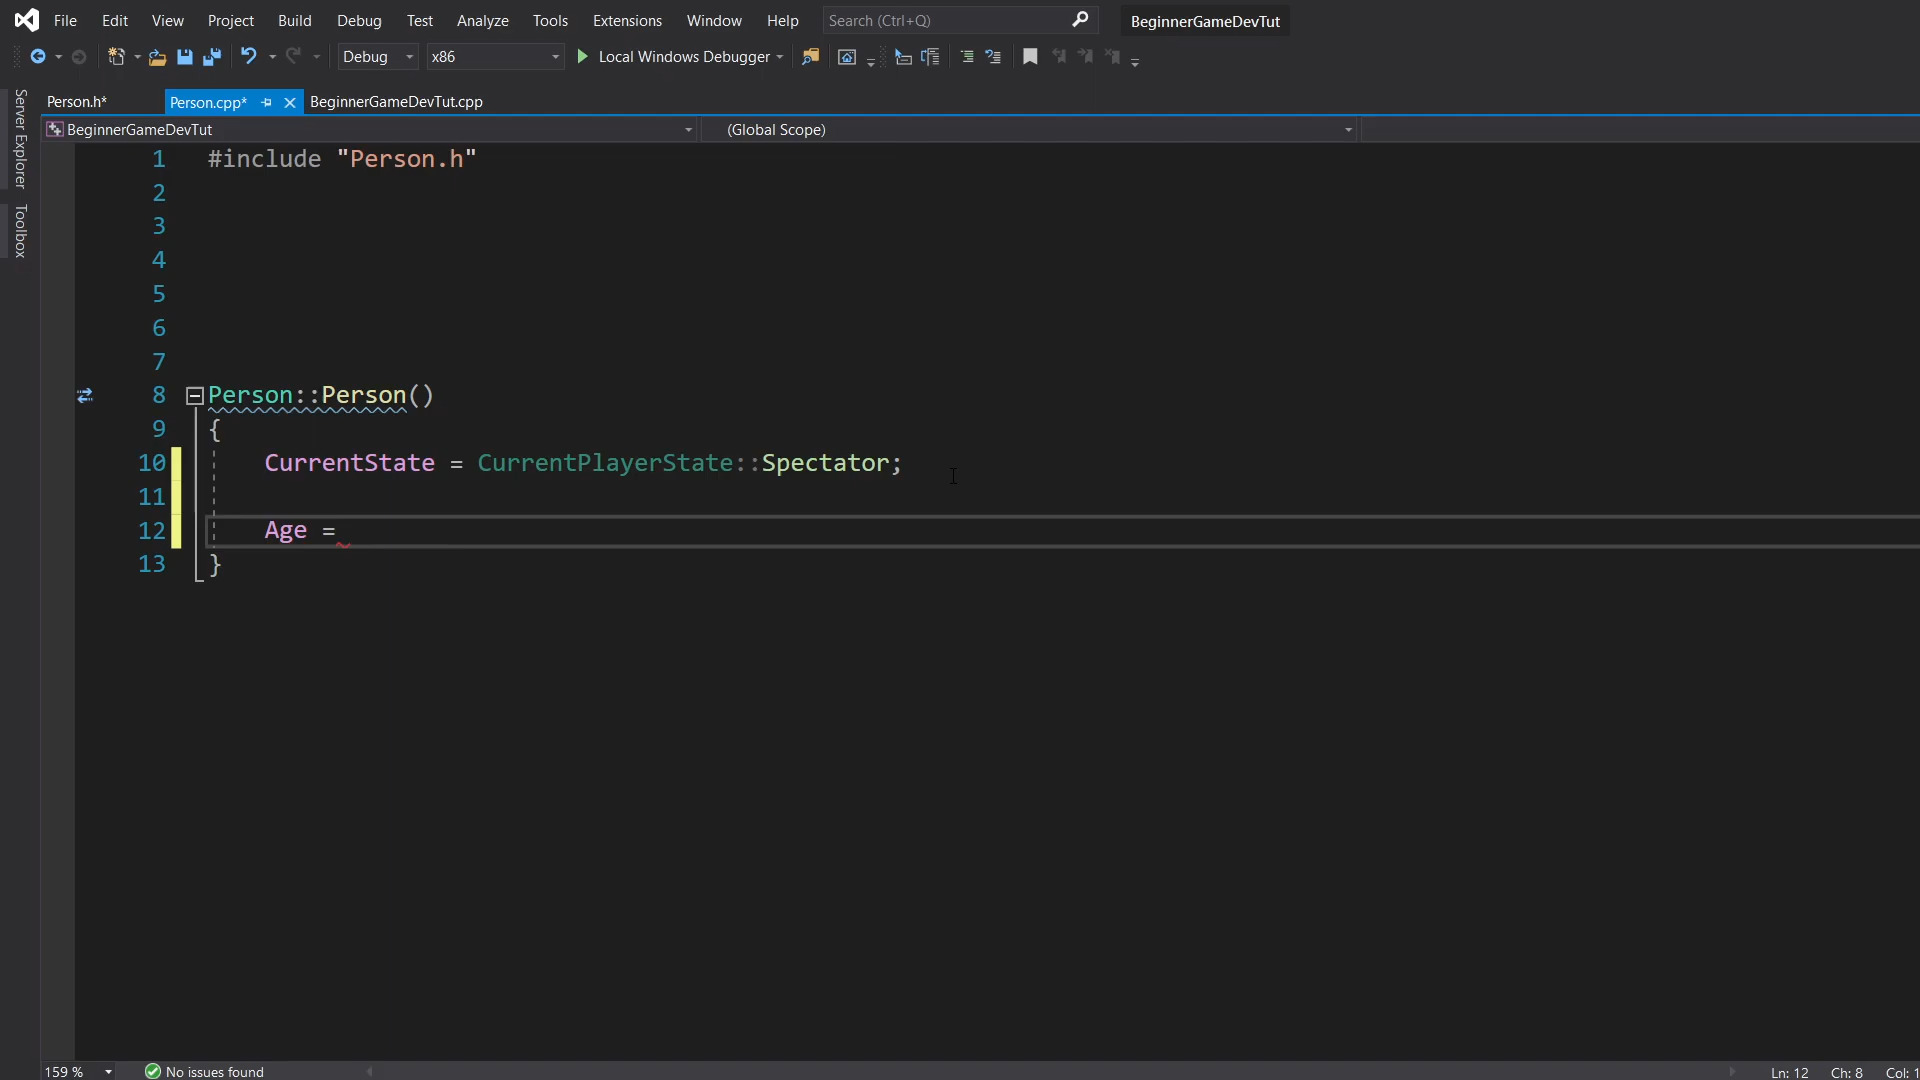 File Edit View Project Build Debug Test Analyze Tools Extensions Window Help Search (Ctrl+Q) BeginnerGameDevTut
Debug x86 Local Windows Debugger
Server Explorer
Toolbox
Person.h* Person.cpp* BeginnerGameDevTut.cpp
BeginnerGameDevTut (Global Scope)
1 #include "Person.h"
2
3
4
5
6
7
8 Person::Person()
9 {
10 CurrentState = CurrentPlayerState::Spectator;
11
12 Age =
13 }
159 % No issues found Ln: 12 Ch: 8 Col: 1